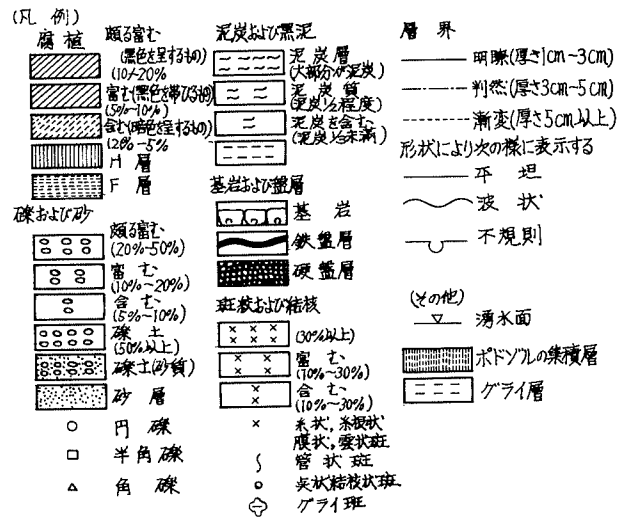 (凡 例)
腐植 頗る富む
(黒色を呈するもの)
(10~20%
富む(黒色を帯びるもの)
(5%~10%)
含む(暗色を呈するもの)
(2%~5%
H 層
F 層
礫および砂
頗る富む
(20%~50%)
富 む
(10%~20%)
含 む
(5%~10%)
礫 土
(50%以上)
礫土(砂質)
砂 層
円 礫
半角礫
角 礫
泥炭および黒泥
泥炭層
(大部分が泥炭)
泥炭質
(泥炭1/2程度)
泥炭を含む
(泥炭1/2未満)
基岩および盤層
基 岩
鉄盤層
硬盤層
斑紋および結核
(30%以上)
富 む
(10%~30%)
含 む
(10%~30%)
糸状,糸根状
膜状,雲状斑
管状斑
点状結核状斑
グライ斑
層 界
明瞭(厚さ1cm~3cm)
判然(厚さ3cm~5cm)
漸変(厚さ5cm以上)
形状により次の様に表示する
平 坦
波 状
不規則
(その他)
湧水面
ポドゾルの集積層
グライ層